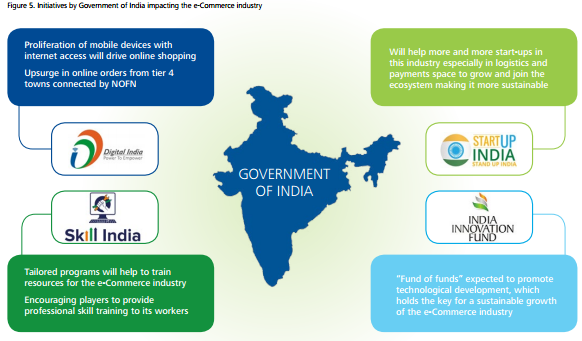 Figure 5. Initiatives by Government of India impacting the e-Commerce industry
Proliferation of mobile devices with
internet access will drive online shopping
Upsurge in online orders from tier 4
towns connected by NOFN
Will help more and more start-ups in
this industry especially in logistics and
payments space to grow and join the
ecosystem making it more sustainable
Digital India
Power To Empower
STARTUP
INDIA
STAND UP INDIA
GOVERNMENT
OF INDIA
Skill India
INDIA
INNOVATION
FUND
Tailored programs will help to train
resources for the e-Commerce industry
Encouraging players to provide
professional skill training to its workers
"Fund of funds" expected to promote
technological development, which
holds the key for a sustainable growth
of the e-Commerce industry